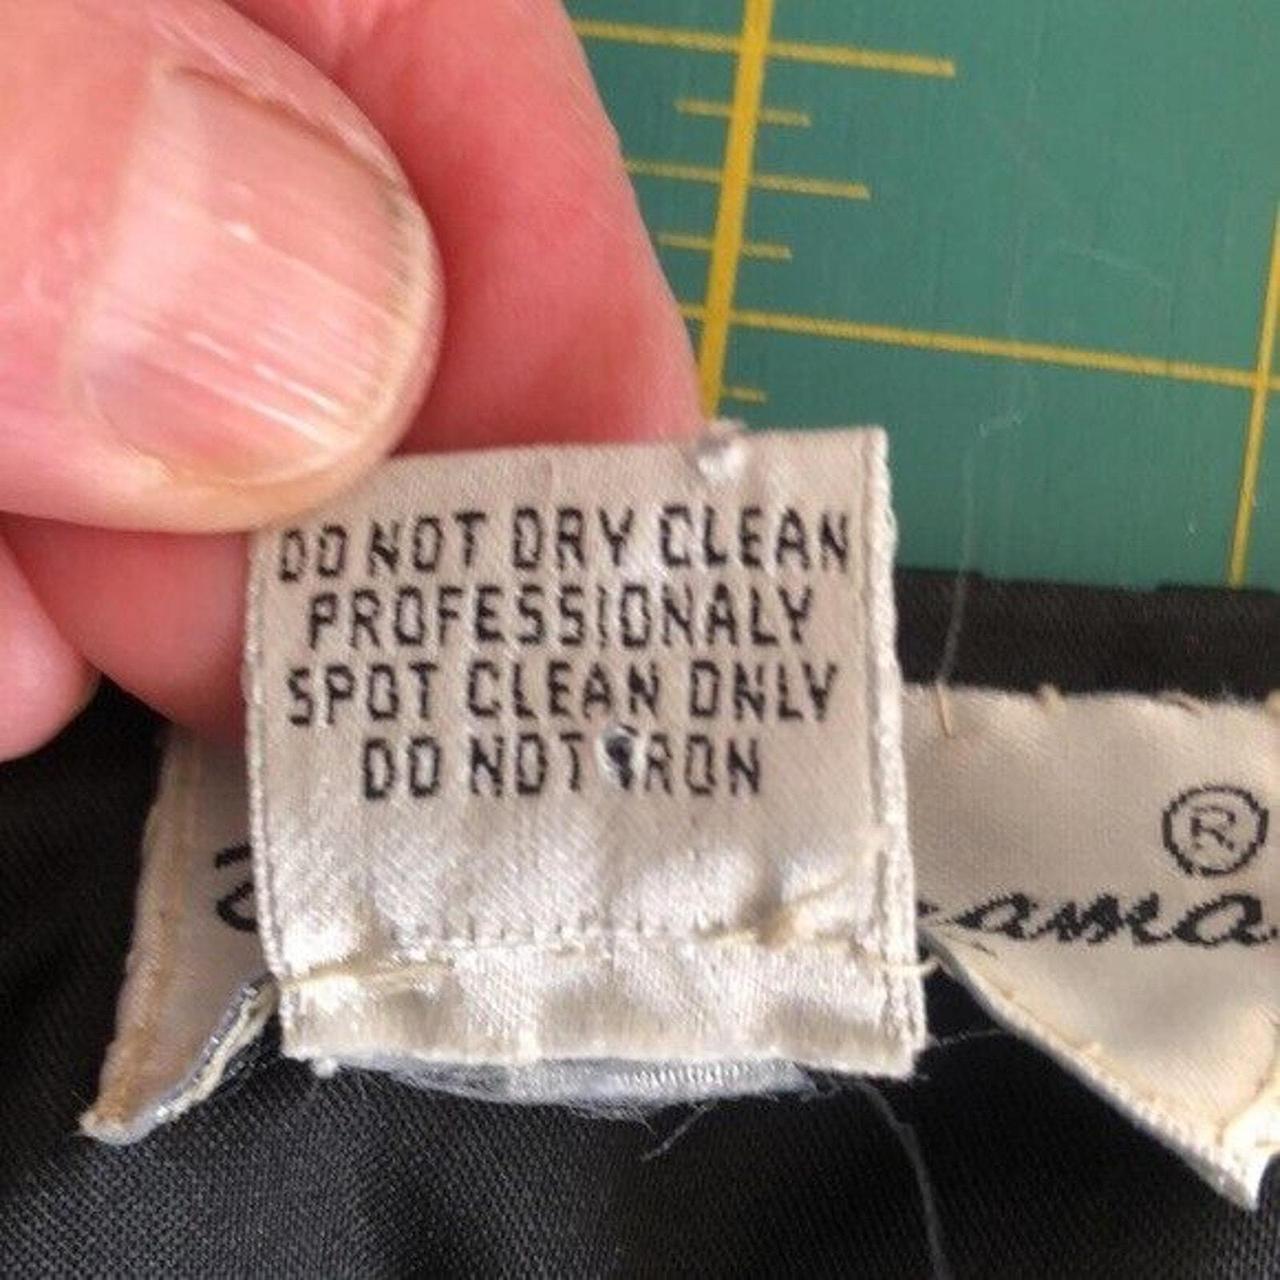 DO NOT DRY CLEAN
PROFESSIONALY
SPOT CLEAN ONLY
DO NOT IRON
®